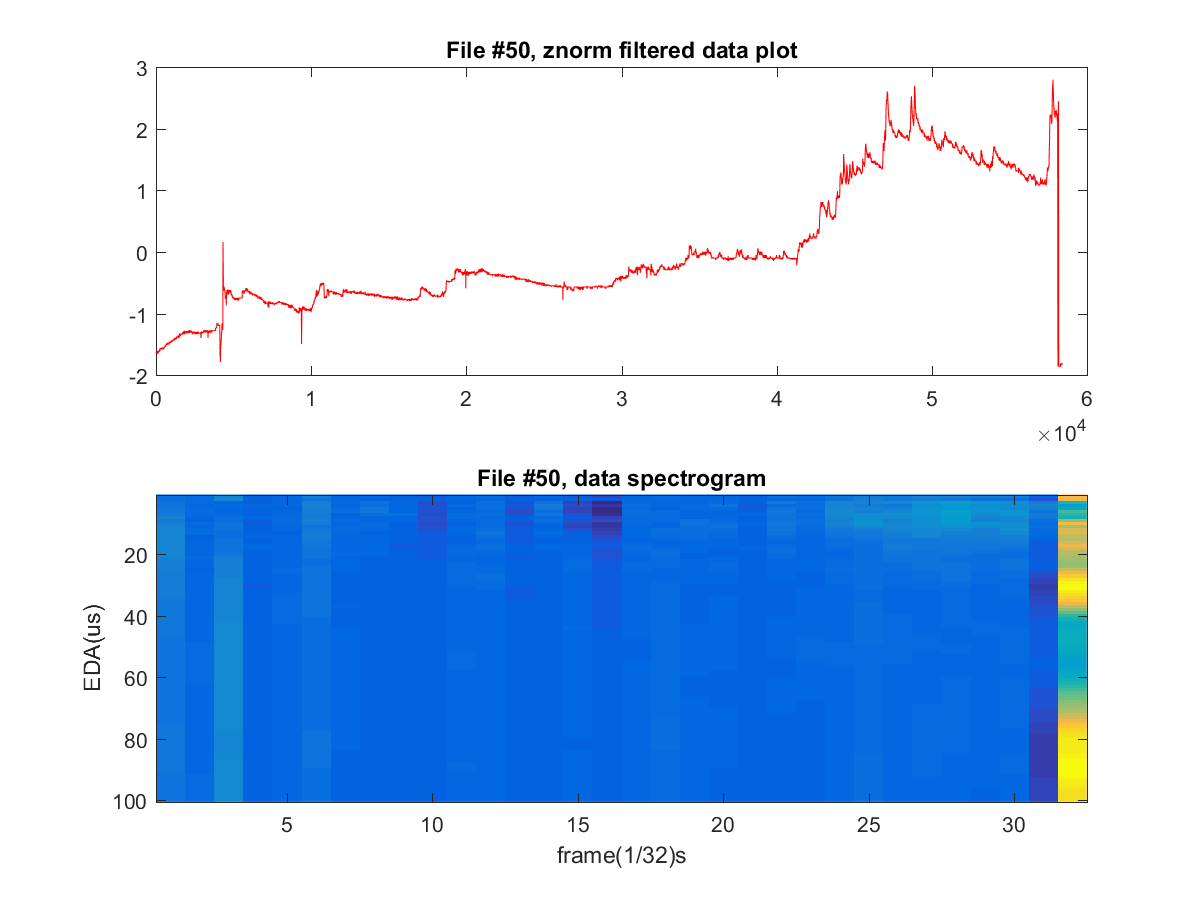 File #50, znorm filtered data plot
3
2
1
0
-1
-2
0 1 2 3 4 5 6
×10^4
File #50, data spectrogram
20
40
60
80
100
EDA(us)
5 10 15 20 25 30
frame(1/32)s